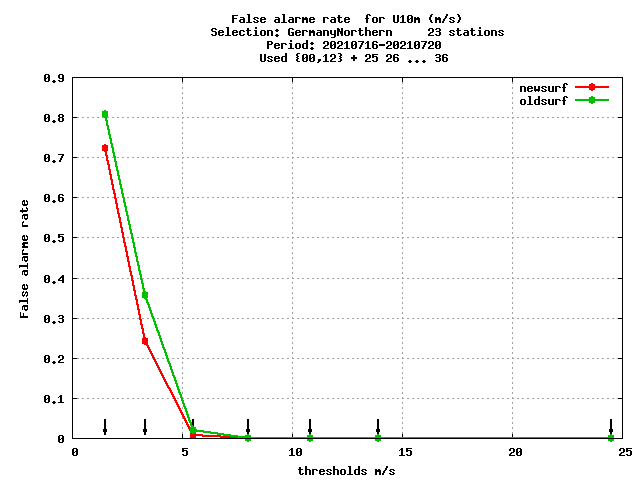 False alarme rate  for U10m (m/s)
Selection: GermanyNorthern     23 stations
Period: 20210716-20210720
Used {00,12} + 25 26 ... 36
newsurf
oldsurf
0.9
0.8
0.7
0.6
0.5
0.4
0.3
0.2
0.1
0
False alarme rate
0 5 10 15 20 25
thresholds m/s